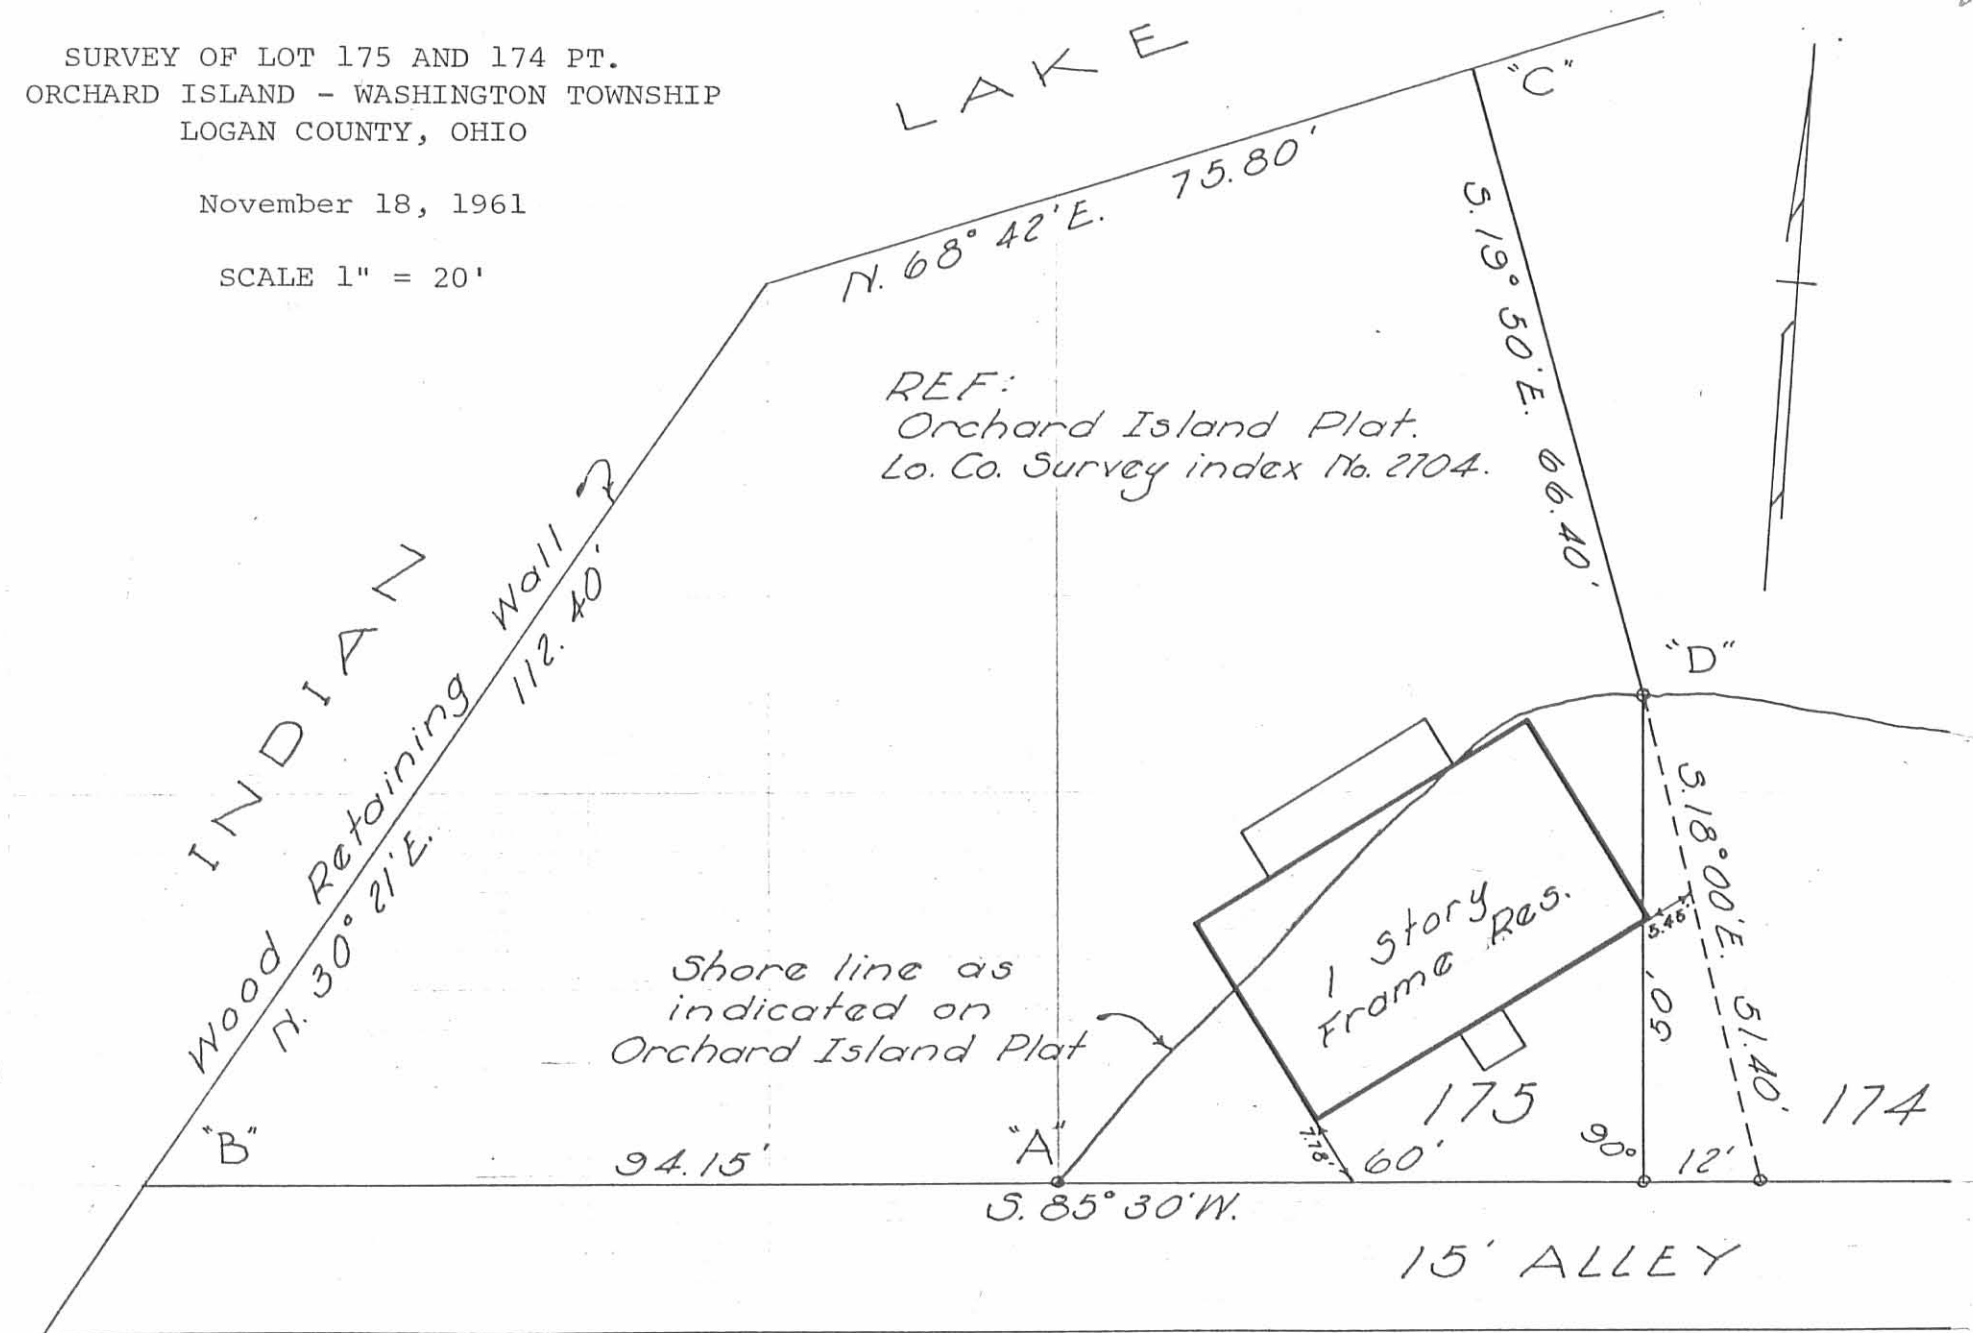 SURVEY OF LOT 175 AND 174 PT.
ORCHARD ISLAND - WASHINGTON TOWNSHIP
LOGAN COUNTY, OHIO
November 18, 1961
SCALE 1" = 20'
LAKE
"C"
N. 68° 42' E. 75.80'
S. 19° 50' E. 66.40'
REF:
Orchard Island Plat.
Lo. Co. Survey index No. 2704.
INDIAN
Wood Retaining Wall
N. 30° 21' E. 112.40'
"D"
S. 18° 00' E. 51.40'
5.45'
1 Story
Frame Res.
Shore line as
indicated on
Orchard Island Plat
50'
175
174
"B"
94.15'
"A"
7.78'
60'
90°
12'
S. 85° 30' W.
15' ALLEY